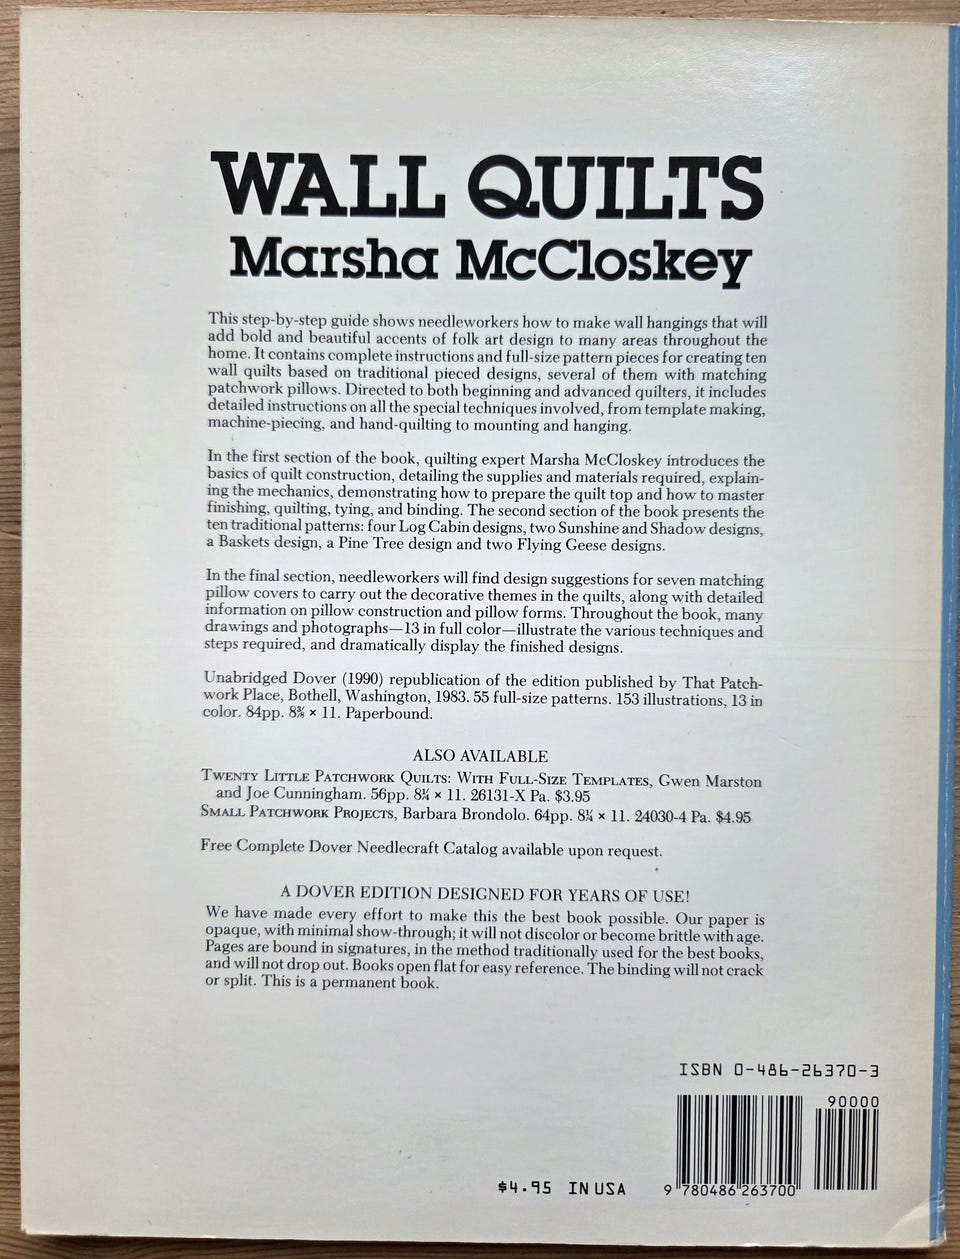 WALL QUILTS
Marsha McCloskey
This step-by-step guide shows needleworkers how to make wall hangings that will
add bold and beautiful accents of folk art design to many areas throughout the
home. It contains complete instructions and full-size pattern pieces for creating ten
wall quilts based on traditional pieced designs, several of them with matching
patchwork pillows. Directed to both beginning and advanced quilters, it includes
detailed instructions on all the special techniques involved, from template making,
machine-piecing, and hand-quilting to mounting and hanging.
In the first section of the book, quilting expert Marsha McCloskey introduces the
basics of quilt construction, detailing the supplies and materials required, explain-
ing the mechanics, demonstrating how to prepare the quilt top and how to master
finishing, quilting, tying, and binding. The second section of the book presents the
ten traditional patterns: four Log Cabin designs, two Sunshine and Shadow designs,
a Baskets design, a Pine Tree design and two Flying Geese designs.
In the final section, needleworkers will find design suggestions for seven matching
pillow covers to carry out the decorative themes in the quilts, along with detailed
information on pillow construction and pillow forms. Throughout the book, many
drawings and photographs—13 in full color—illustrate the various techniques and
steps required, and dramatically display the finished designs.
Unabridged Dover (1990) republication of the edition published by That Patch-
work Place, Bothell, Washington, 1983. 55 full-size patterns. 153 illustrations, 13 in
color. 84pp. 8⅜ × 11. Paperbound.
ALSO AVAILABLE
TWENTY LITTLE PATCHWORK QUILTS: WITH FULL-SIZE TEMPLATES, Gwen Marston
and Joe Cunningham. 56pp. 8¼ × 11. 26131-X Pa. $3.95
SMALL PATCHWORK PROJECTS, Barbara Brondolo. 64pp. 8¼ × 11. 24030-4 Pa. $4.95
Free Complete Dover Needlecraft Catalog available upon request.
A DOVER EDITION DESIGNED FOR YEARS OF USE!
We have made every effort to make this the best book possible. Our paper is
opaque, with minimal show-through; it will not discolor or become brittle with age.
Pages are bound in signatures, in the method traditionally used for the best books,
and will not drop out. Books open flat for easy reference. The binding will not crack
or split. This is a permanent book.
ISBN 0-486-26370-3
90000
$4.95 IN USA
9 780486 263700